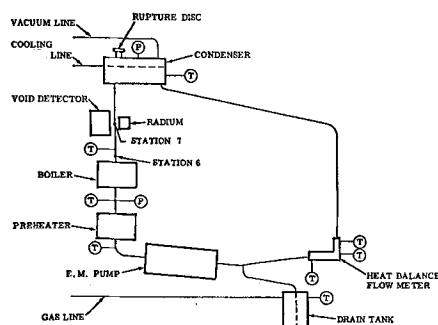 RUPTURE DISC
VACUUM LINE
P
COOLING
LINE
CONDENSER
T
VOID DETECTOR
RADIUM
STATION 7
T
STATION 6
BOILER
T
P
PREHEATER
T
T
T
T
E.M. PUMP
HEAT BALANCE
FLOW METER
GAS LINE
T
DRAIN TANK